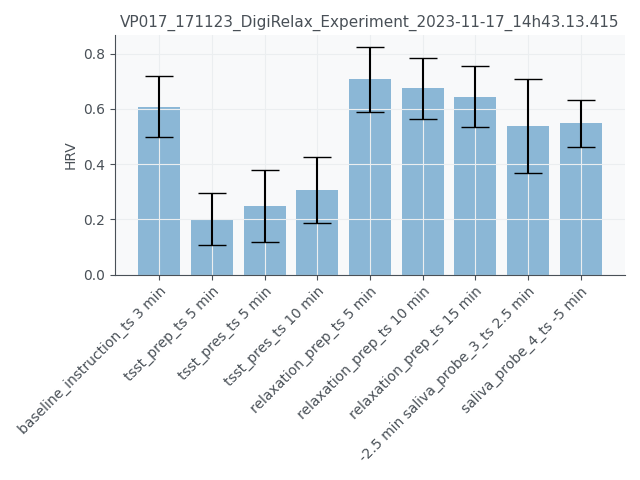 VP017_171123_DigiRelax_Experiment_2023-11-17_14h43.13.415
HRV
0.8
0.6
0.4
0.2
0.0
baseline_instruction_ts 3 min
tsst_prep_ts 5 min
tsst_pres_ts 5 min
tsst_pres_ts 10 min
relaxation_prep_ts 5 min
relaxation_prep_ts 10 min
relaxation_prep_ts 15 min
-2.5 min saliva_probe_3_ts 2.5 min
saliva_probe_4_ts -5 min